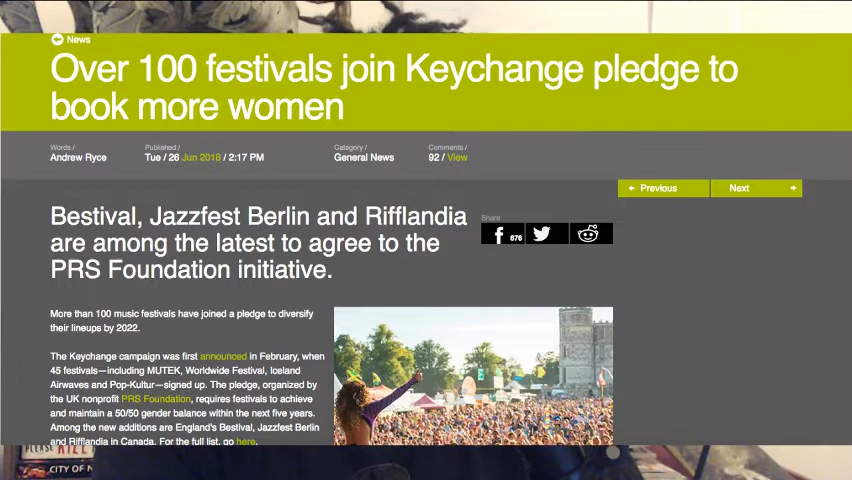 News
Over 100 festivals join Keychange pledge to
book more women
Words /
Andrew Ryce
Published /
Tue / 26 Jun 2018 / 2:17 PM
Category /
General News
Comments /
92 / View
Previous
Next
Bestival, Jazzfest Berlin and Rifflandia
are among the latest to agree to the
PRS Foundation initiative.
Share
676
More than 100 music festivals have joined a pledge to diversify
their lineups by 2022.
The Keychange campaign was first announced in February, when
45 festivals—including MUTEK, Worldwide Festival, Iceland
Airwaves and Pop-Kultur—signed up. The pledge, organized by
the UK nonprofit PRS Foundation, requires festivals to achieve
and maintain a 50/50 gender balance within the next five years.
Among the new additions are England's Bestival, Jazzfest Berlin
and Rifflandia in Canada. For the full list, go here.
PLEASE KILL
CITY OF